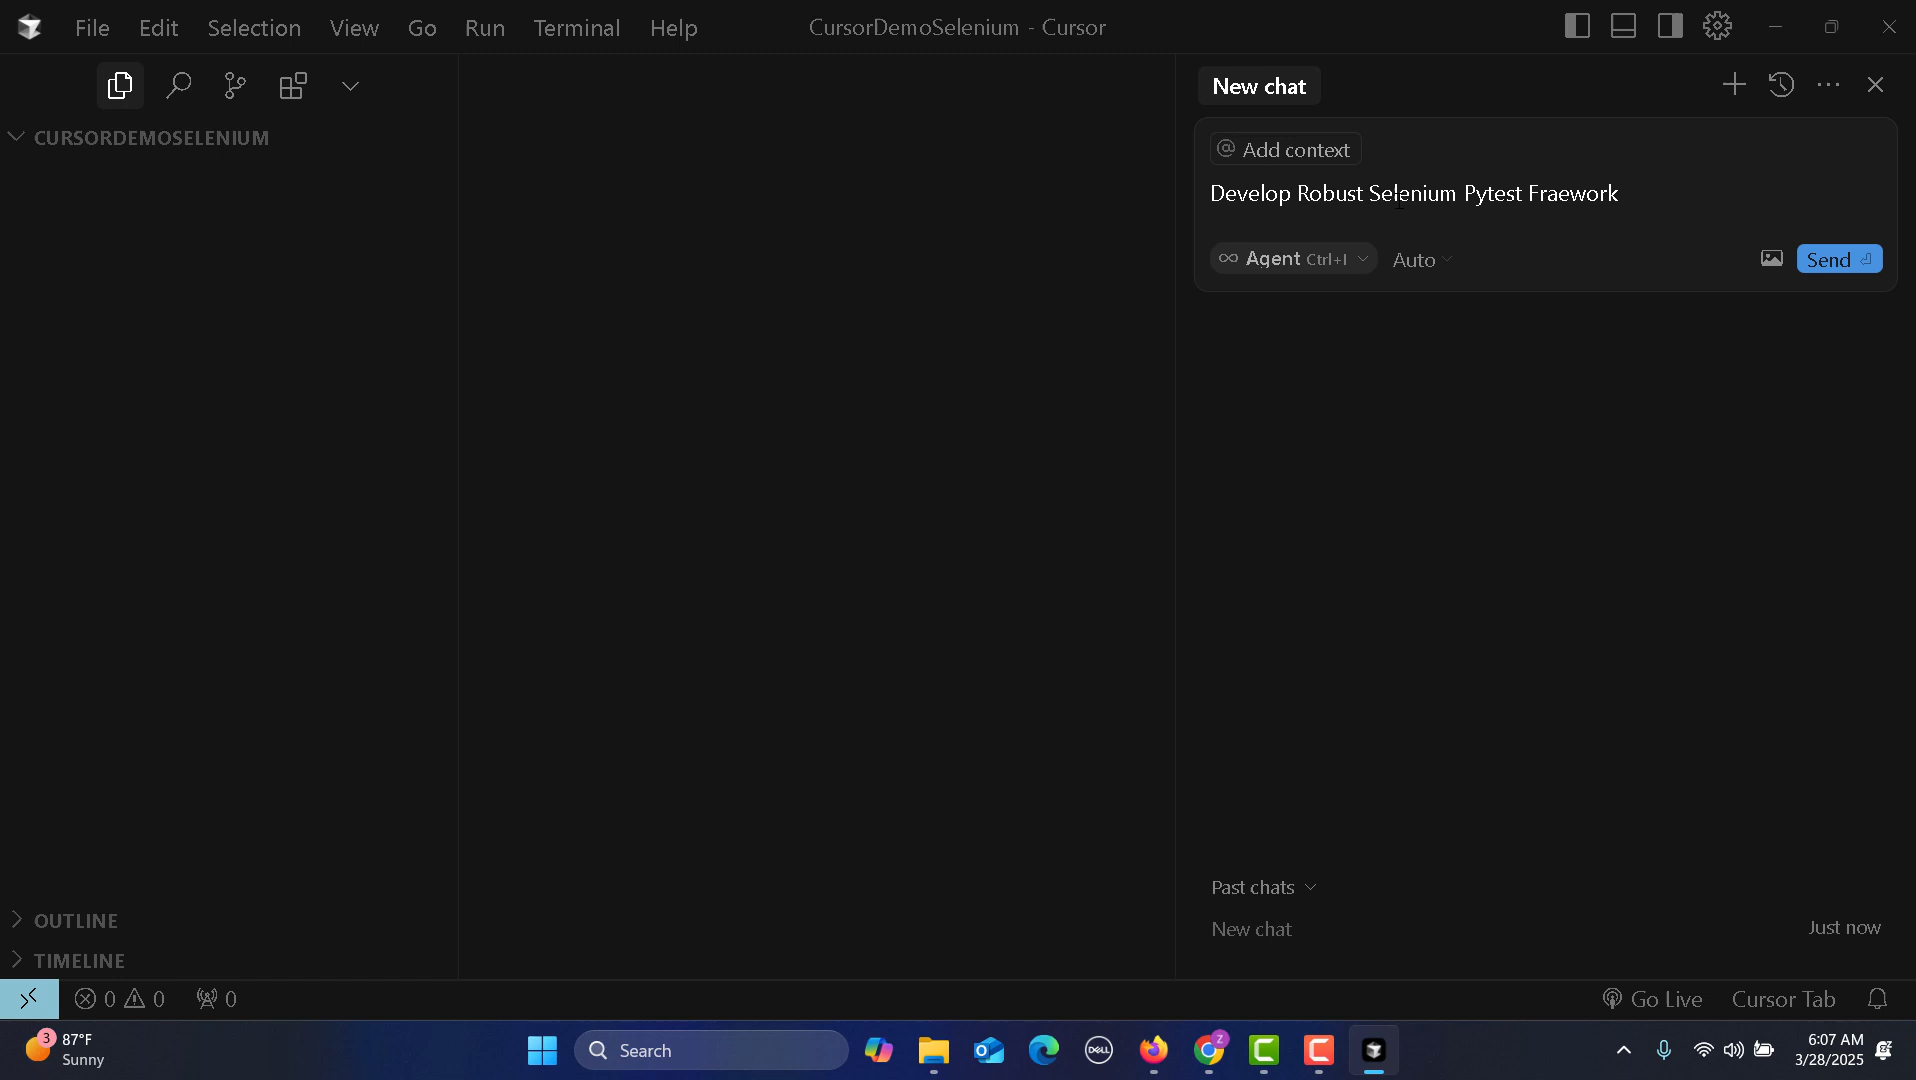 File Edit Selection View Go Run Terminal Help CursorDemoSelenium - Cursor
New chat
CURSORDEMOSELENIUM
@ Add context
Develop Robust Selenium Pytest Fraework
∞ Agent Ctrl+I Auto Send
Past chats
New chat Just now
OUTLINE
TIMELINE
0 0 0 Go Live Cursor Tab
3 87°F
Sunny
Search
DELL
Z
6:07 AM
3/28/2025